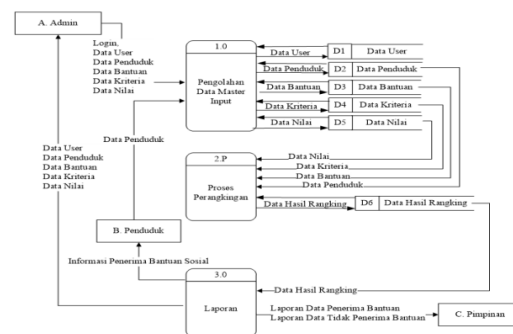 A. Admin
Login,
Data User
Data Penduduk
Data Bantuan
Data Kriteria
Data Nilai
1.0
Pengolahan
Data Master
Input
Data User
D1 Data User
Data Penduduk
D2 Data Penduduk
Data Bantuan
D3 Data Bantuan
Data Kriteria
D4 Data Kriteria
Data Nilai
D5 Data Nilai
Data Penduduk
Data User
Data Penduduk
Data Bantuan
Data Kriteria
Data Nilai
2.P
Proses
Perangkingan
Data Nilai
Data Kriteria
Data Bantuan
Data Penduduk
Data Hasil Rangking
D6 Data Hasil Rangking
B. Penduduk
Informasi Penerima Bantuan Sosial
3.0
Laporan
Data Hasil Rangking
Laporan Data Penerima Bantuan
Laporan Data Tidak Penerima Bantuan
C. Pimpinan